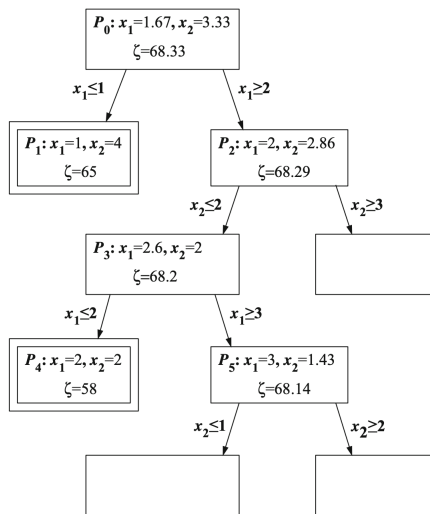 P₀: x₁=1.67, x₂=3.33
ζ=68.33
x₁≤1
x₁≥2
P₁: x₁=1, x₂=4
ζ=65
P₂: x₁=2, x₂=2.86
ζ=68.29
x₂≤2
x₂≥3
P₃: x₁=2.6, x₂=2
ζ=68.2
x₁≤2
x₁≥3
P₄: x₁=2, x₂=2
ζ=58
P₅: x₁=3, x₂=1.43
ζ=68.14
x₂≤1
x₂≥2